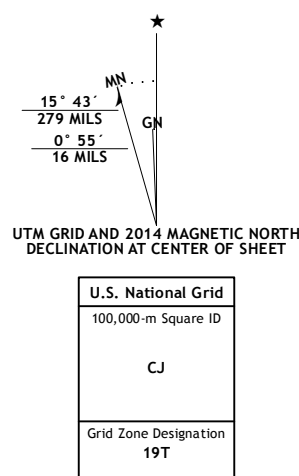 ★
MN
15° 43´
279 MILS
GN
0° 55´
16 MILS
UTM GRID AND 2014 MAGNETIC NORTH
DECLINATION AT CENTER OF SHEET
U.S. National Grid
100,000-m Square ID
CJ
Grid Zone Designation
19T